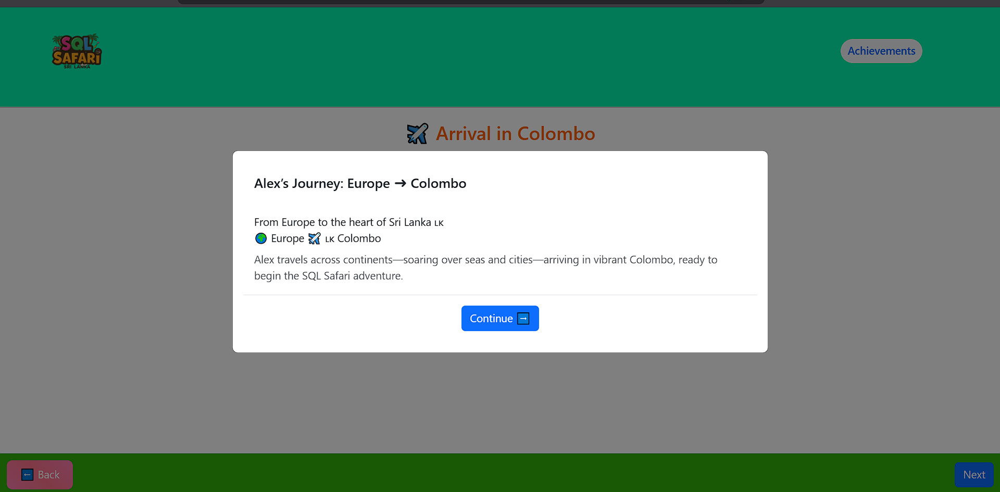 SQL
SAFARI
SRI LANKA
Achievements
Arrival in Colombo
Alex’s Journey: Europe → Colombo
From Europe to the heart of Sri Lanka LK
Europe LK Colombo
Alex travels across continents—soaring over seas and cities—arriving in vibrant Colombo, ready to
begin the SQL Safari adventure.
Continue
Back
Next